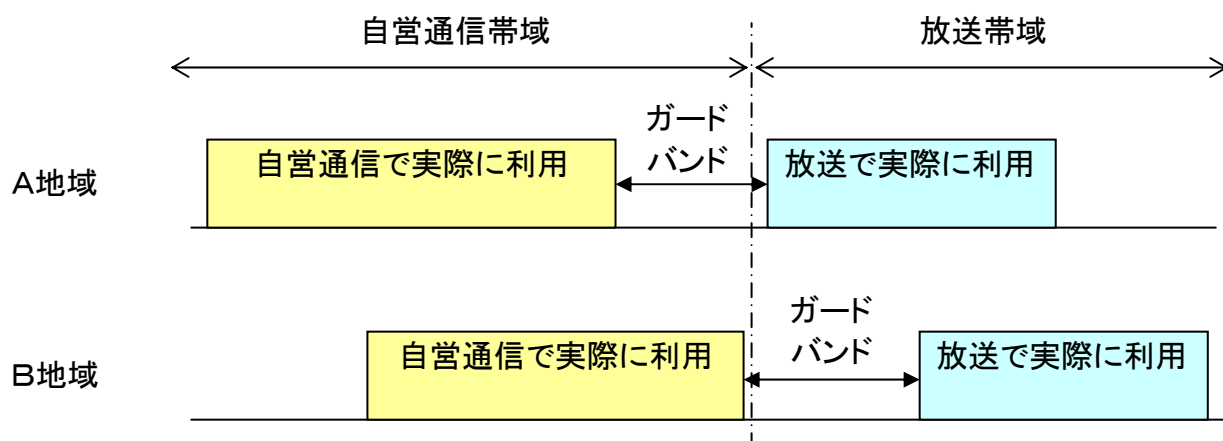 自営通信帯域
放送帯域
ガード
バンド
A地域
自営通信で実際に利用
放送で実際に利用
ガード
バンド
B地域
自営通信で実際に利用
放送で実際に利用